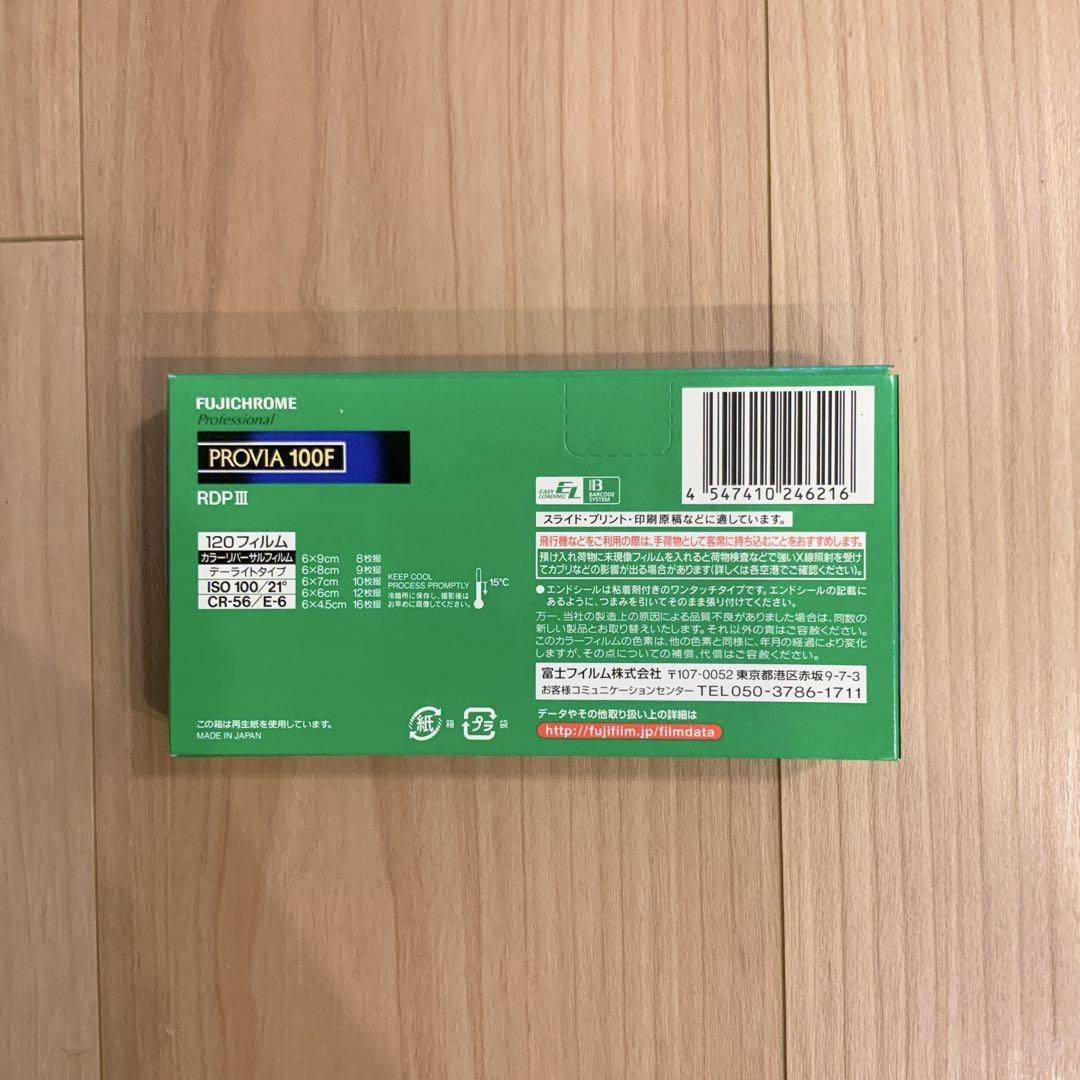 FUJICHROME
Professional
PROVIA 100F
RDPⅢ
120フィルム
カラーリバーサルフィルム
デーライトタイプ
ISO 100/21°
CR-56/E-6
6×9cm 8枚撮
6×8cm 9枚撮
6×7cm 10枚撮
6×6cm 12枚撮
6×4.5cm 16枚撮
KEEP COOL
PROCESS PROMPTLY
冷暗所に保存し、撮影後は
お早めに現像してください。
15℃
この箱は再生紙を使用しています。
MADE IN JAPAN
紙 箱
プラ 袋
4 547410 246216
EASY LOADING EL
B BARCODE SYSTEM
スライド・プリント・印刷原稿などに適しています。
飛行機などをご利用の際は、手荷物として客席に持ち込むことをおすすめします。
預け入れ荷物に未現像フィルムを入れると荷物検査などで強いX線照射を受け
てカブリなどの影響が出る場合があります(詳しくは各空港でご確認ください)。
●エンドシールは粘着剤付きのワンタッチタイプです。エンドシールの記載に
あるように、つまみを引いてそのまま張り付けてください。
万一、当社の製造上の原因による品質不良がありました場合は、同数の
新しい製品とお取り替えいたします。それ以外の責はご容赦ください。
このカラーフィルムの色素は、他の色素と同様に、年月の経過により変化
しますが、その点についての補償、代償はご容赦ください。
富士フイルム株式会社 〒107-0052 東京都港区赤坂9-7-3
お客様コミュニケーションセンター TEL050-3786-1711
データやその他取り扱い上の詳細は
http://fujifilm.jp/filmdata